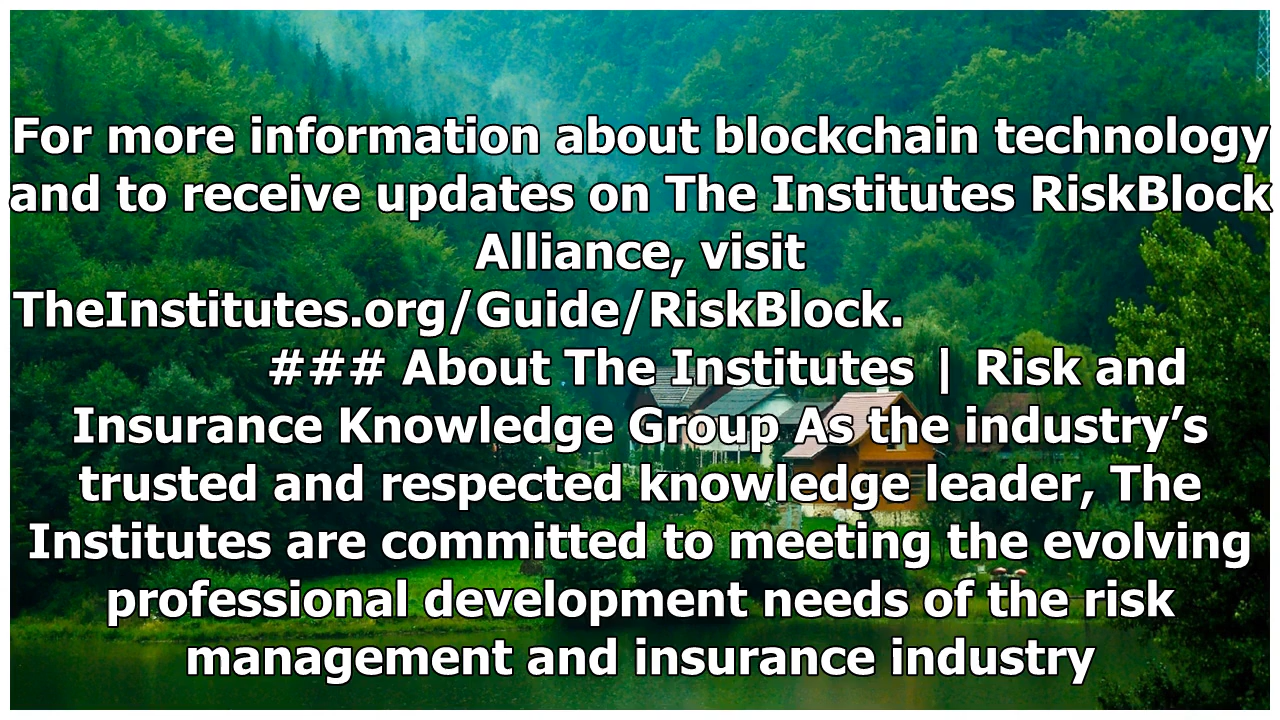 For more information about blockchain technology
and to receive updates on The Institutes RiskBlock
Alliance, visit
TheInstitutes.org/Guide/RiskBlock.
### About The Institutes | Risk and
Insurance Knowledge Group As the industry’s
trusted and respected knowledge leader, The
Institutes are committed to meeting the evolving
professional development needs of the risk
management and insurance industry